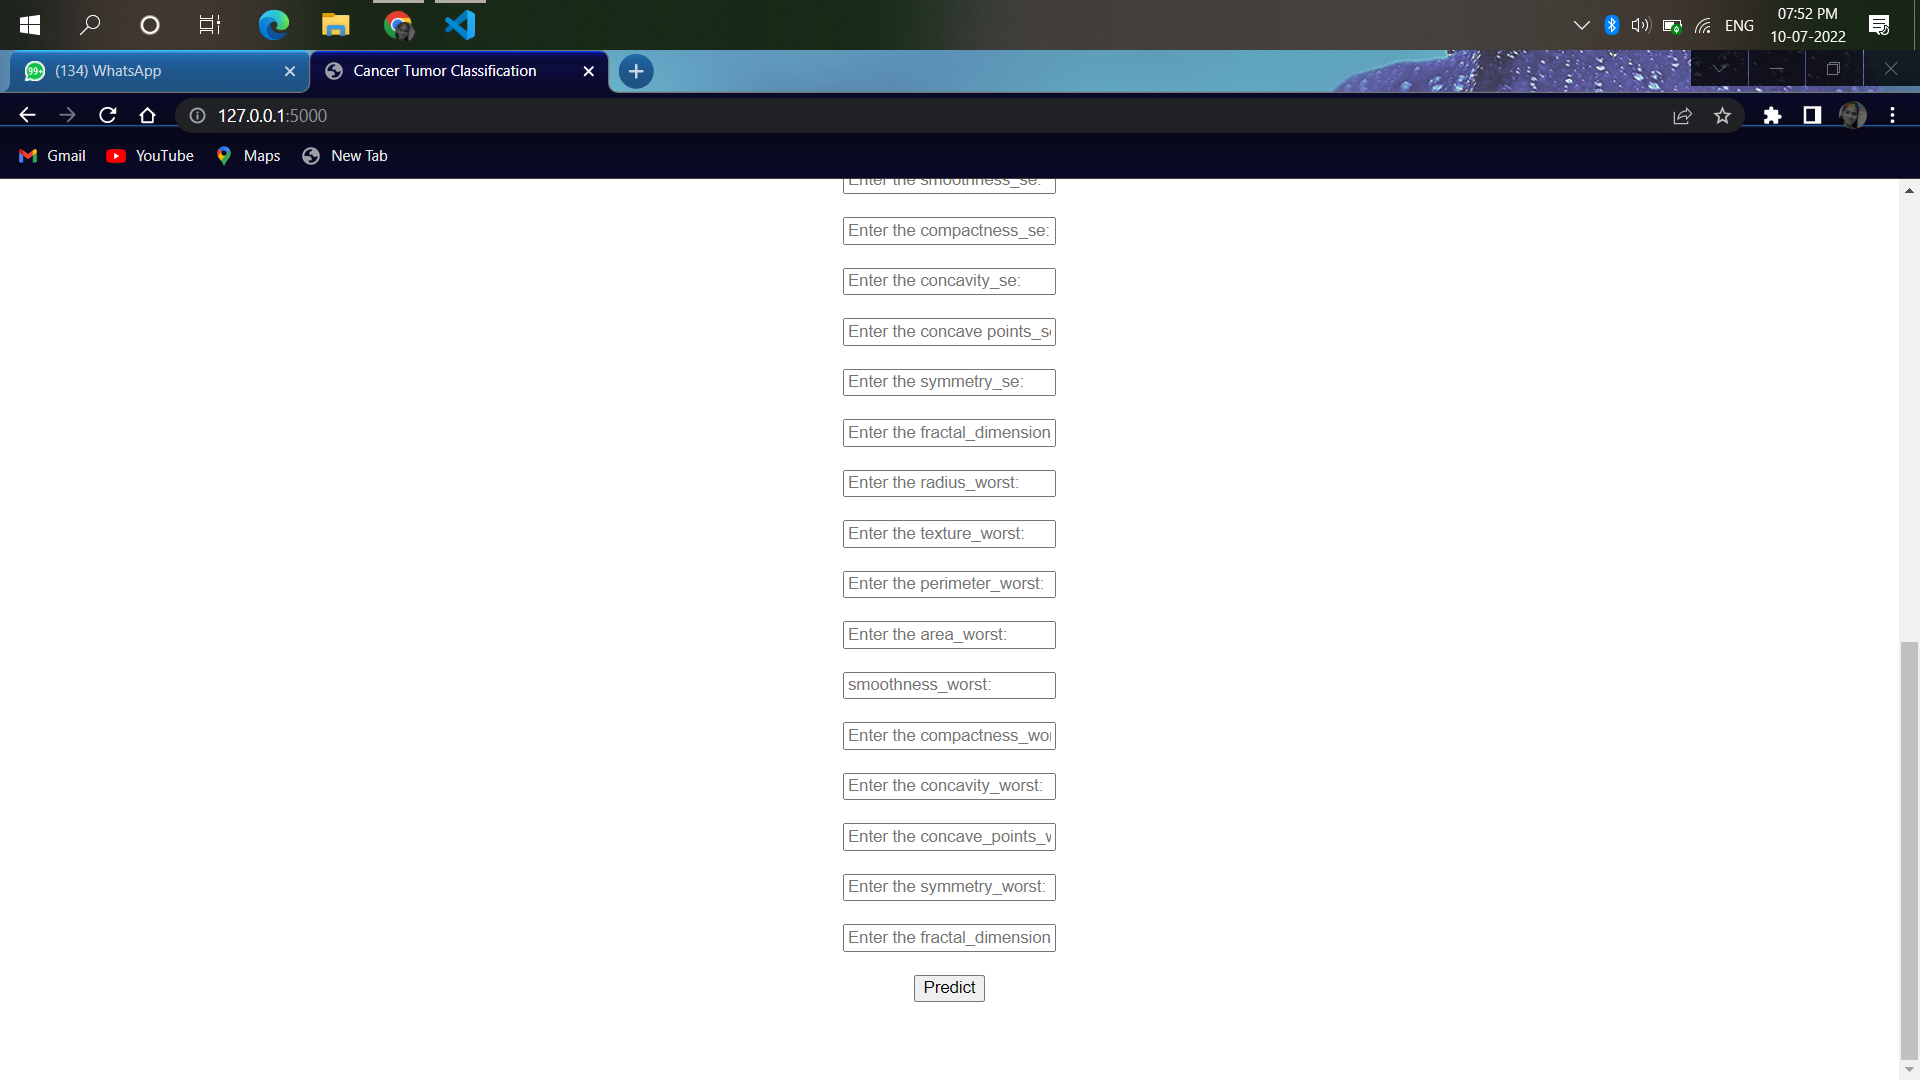 ENG
07:52 PM
10-07-2022
99+
(134) WhatsApp
Cancer Tumor Classification
127.0.0.1:5000
Gmail
YouTube
Maps
New Tab
Enter the smoothness_se:
Enter the compactness_se:
Enter the concavity_se:
Enter the concave points_s
Enter the symmetry_se:
Enter the fractal_dimension
Enter the radius_worst:
Enter the texture_worst:
Enter the perimeter_worst:
Enter the area_worst:
smoothness_worst:
Enter the compactness_wo
Enter the concavity_worst:
Enter the concave_points_
Enter the symmetry_worst:
Enter the fractal_dimension
Predict